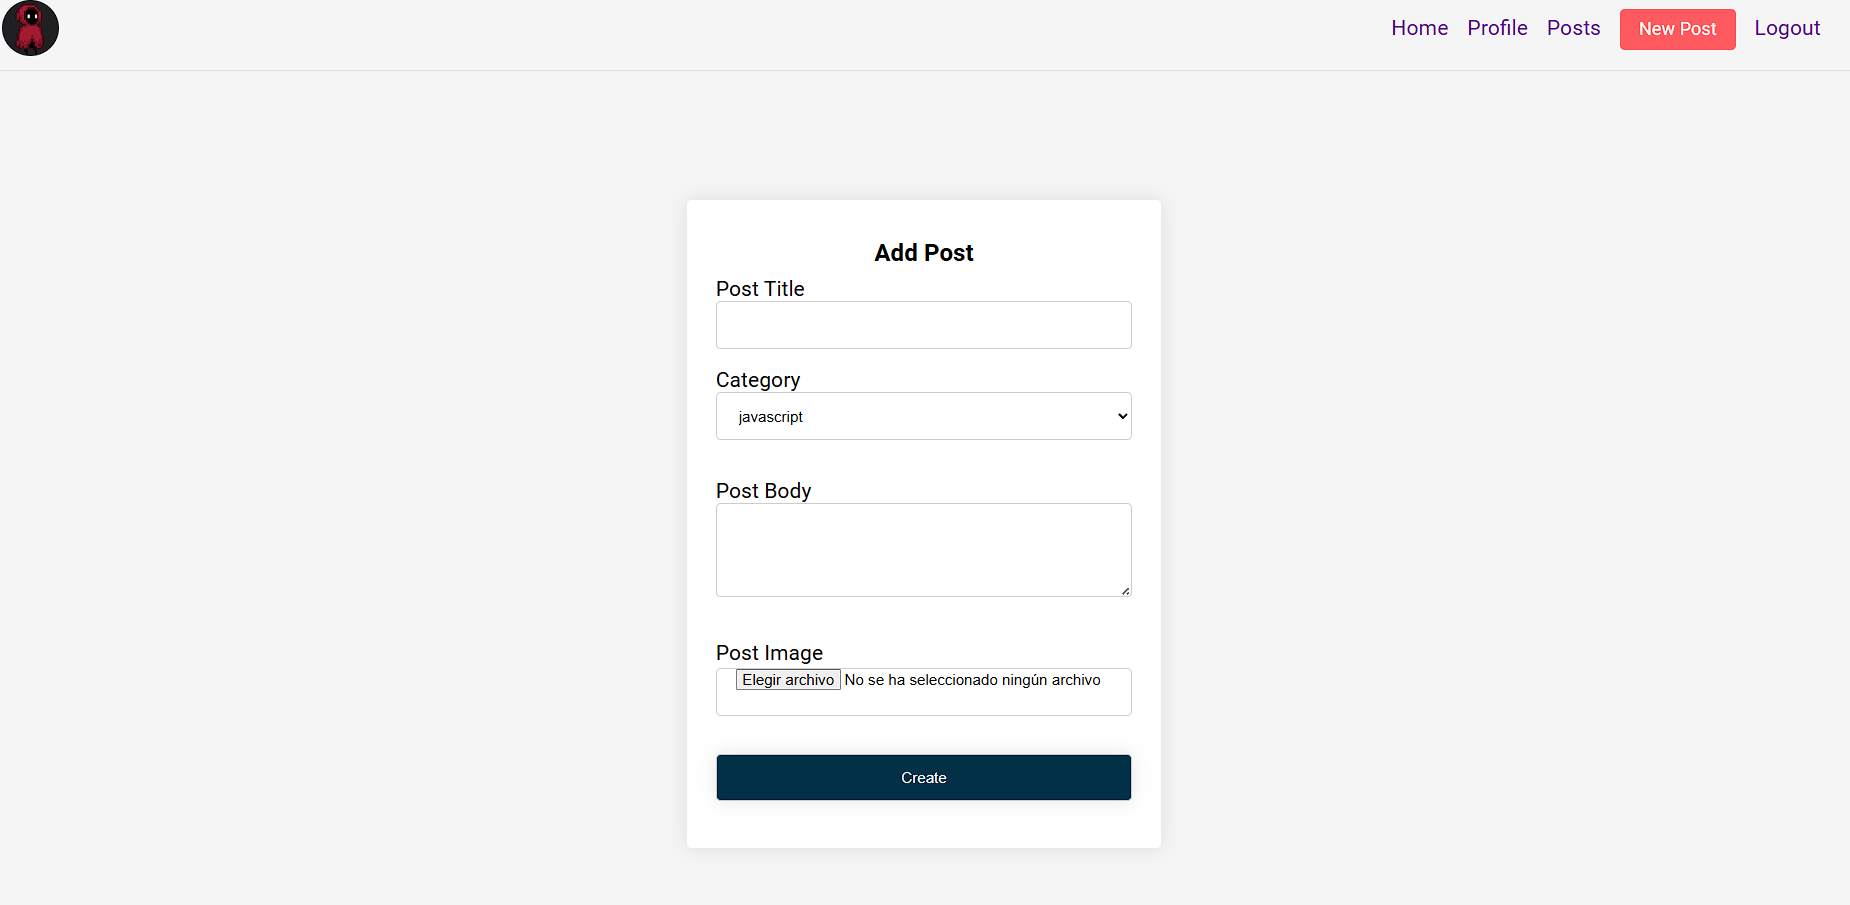 Home Profile Posts New Post Logout
Add Post
Post Title
Category
javascript
Post Body
Post Image
Elegir archivo No se ha seleccionado ningún archivo
Create